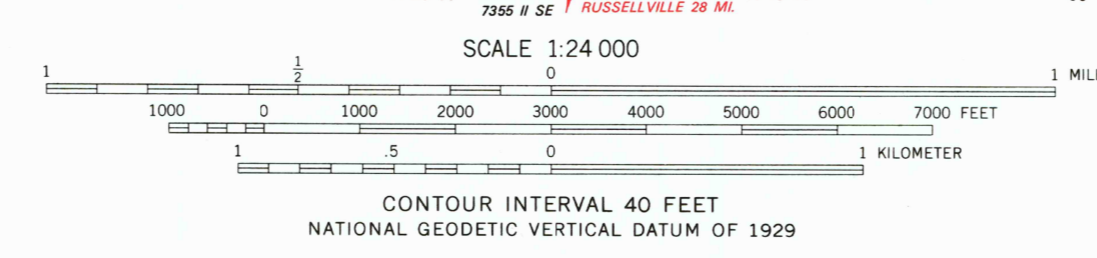 7355 II SE RUSSELLVILLE 28 MI.
SCALE 1:24 000
1 1/2 0 1
1000 0 1000 2000 3000 4000 5000 6000 7000 FEET
1 .5 0 1 KILOMETER
CONTOUR INTERVAL 40 FEET
NATIONAL GEODETIC VERTICAL DATUM OF 1929